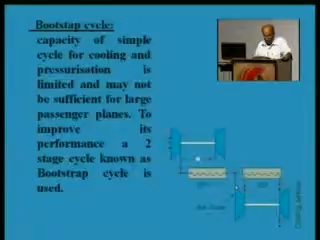 Bootstap cycle:
capacity of simple
cycle for cooling and
pressurisation is
limited and may not
be sufficient for large
passenger planes. To
improve its
performance a 2
stage cycle known as
Bootstrap cycle is
used.